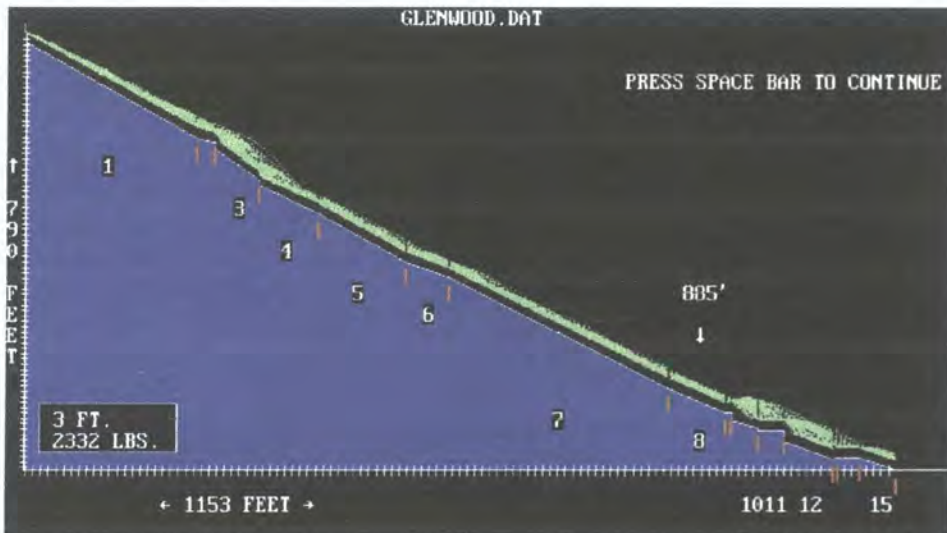 GLENWOOD.DAT
PRESS SPACE BAR TO CONTINUE
1
↑ 790 FEET
3
4
5
885'
6
↓
3 FT.
2332 LBS.
7
8
← 1153 FEET →
1011 12
15